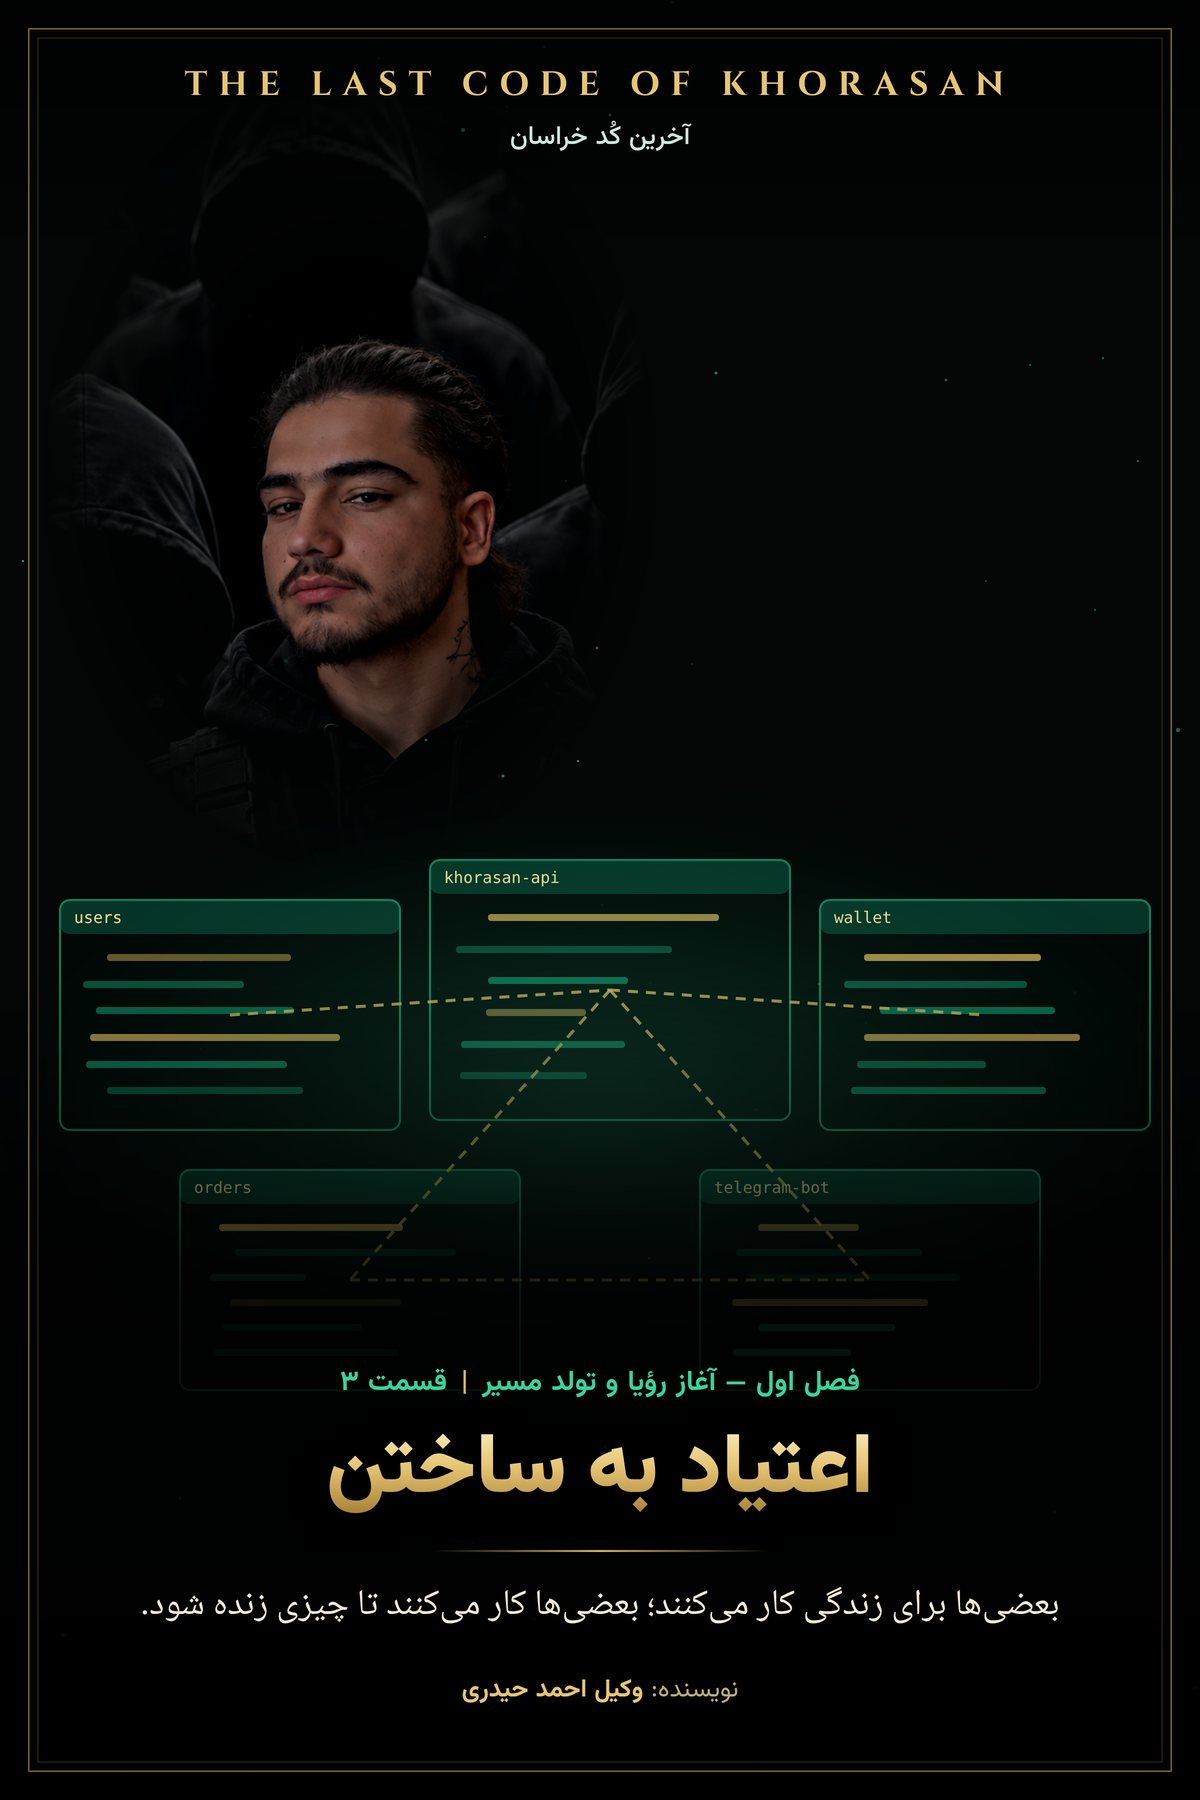 THE LAST CODE OF KHORASAN
آخرین کُد خراسان
khorasan-api
users
wallet
orders
telegram-bot
فصل اول — آغاز رؤیا و تولد مسیر | قسمت ۳
اعتیاد به ساختن
بعضی‌ها برای زندگی کار می‌کنند؛ بعضی‌ها کار می‌کنند تا چیزی زنده شود.
نویسنده: وکیل احمد حیدری